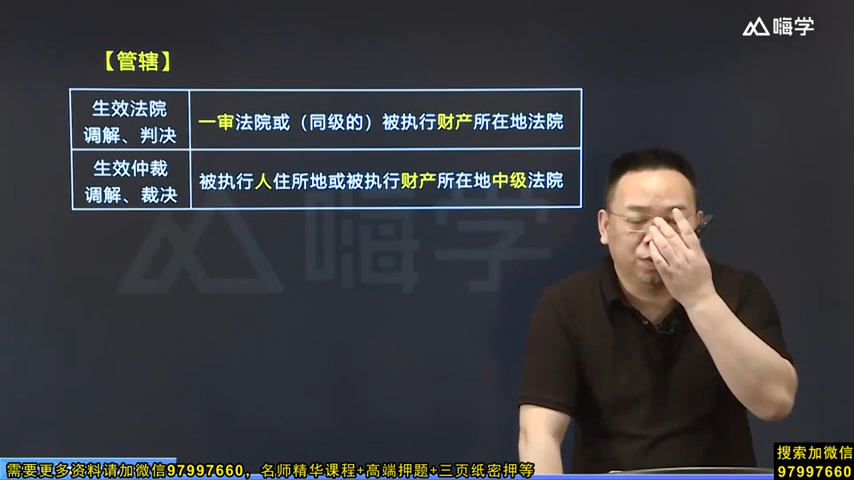 嗨学
【管辖】
生效法院
调解、判决
一审法院或（同级的）被执行财产所在地法院
生效仲裁
调解、裁决
被执行人住所地或被执行财产所在地中级法院
嗨学
需要更多资料请加微信97997660，名师精华课程+高端押题+三页纸密押等
搜索加微信
97997660